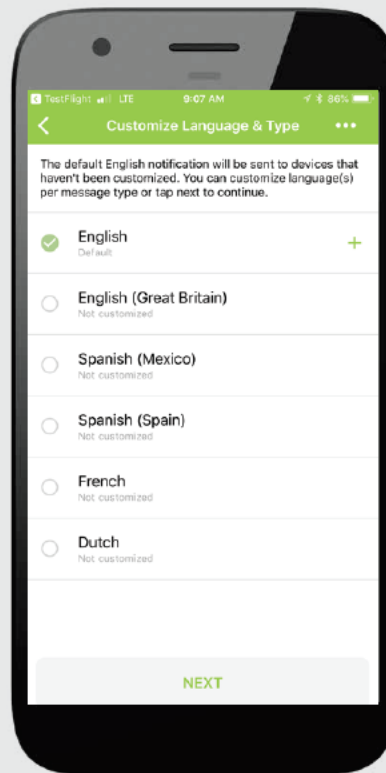 TestFlight LTE 9:07 AM 86%
Customize Language & Type
The default English notification will be sent to devices that
haven't been customized. You can customize language(s)
per message type or tap next to continue.
English
Default
English (Great Britain)
Not customized
Spanish (Mexico)
Not customized
Spanish (Spain)
Not customized
French
Not customized
Dutch
Not customized
NEXT